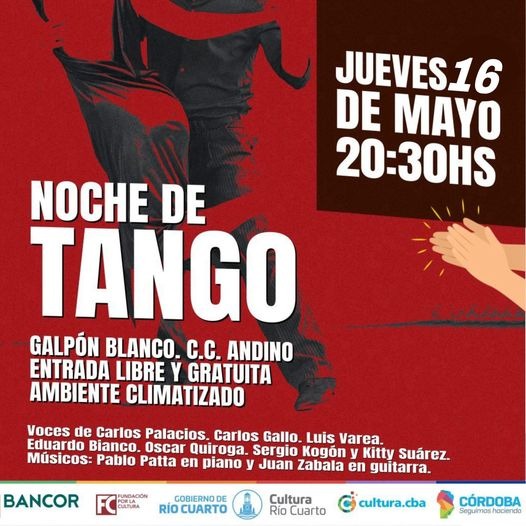 JUEVES 16
DE MAYO
20:30HS
NOCHE DE
TANGO
GALPÓN BLANCO. C.C. ANDINO
ENTRADA LIBRE Y GRATUITA
AMBIENTE CLIMATIZADO
Voces de Carlos Palacios. Carlos Gallo. Luis Varea.
Eduardo Bianco. Oscar Quiroga. Sergio Kogón y Kitty Suárez.
Músicos: Pablo Patta en piano y Juan Zabala en guitarra.
BANCOR
FC
FUNDACIÓN
POR LA
CULTURA
GOBIERNO DE
RÍO CUARTO
Cultura
Río Cuarto
cultura.cba
CÓRDOBA
Seguimos haciendo